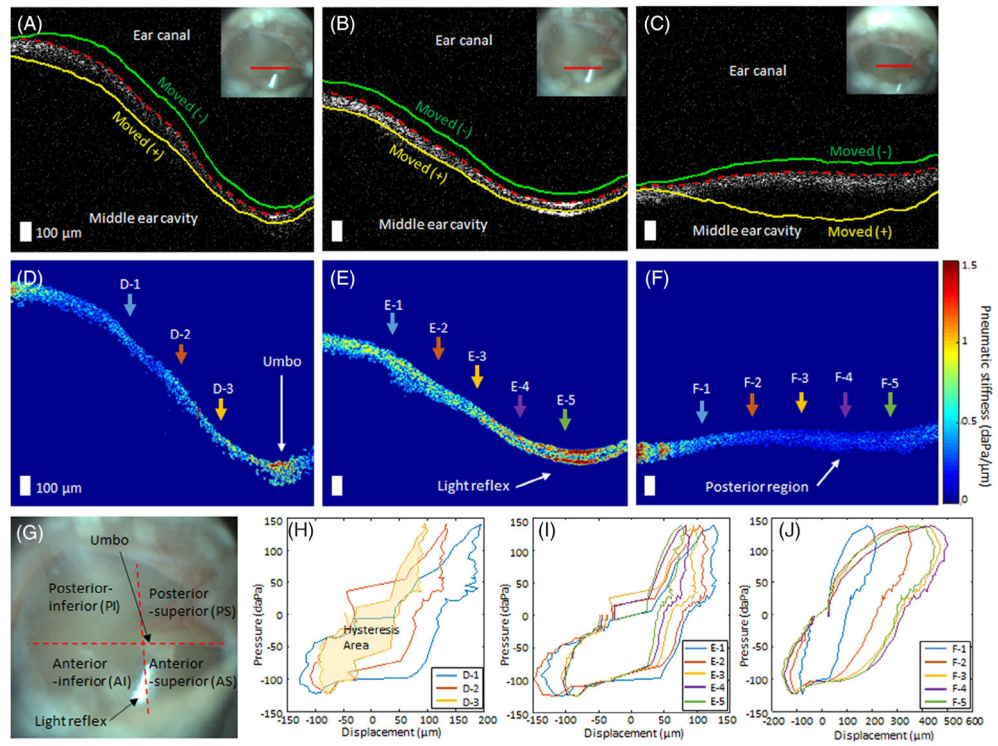 (A)
Ear canal
Moved (-)
Moved (+)
Middle ear cavity
100 µm
(B)
Ear canal
Moved (-)
Moved (+)
Middle ear cavity
(C)
Ear canal
Moved (-)
Middle ear cavity
Moved (+)
(D)
D-1
D-2
D-3
Umbo
100 µm
(E)
E-1
E-2
E-3
E-4
E-5
Light reflex
(F)
F-1
F-2
F-3
F-4
F-5
Posterior region
1.5
1
0.5
0
Pneumatic stiffness (daPa/µm)
(G)
Umbo
Posterior-
inferior (PI)
Posterior
-superior (PS)
Anterior
-inferior (AI)
Anterior
-superior (AS)
Light reflex
(H)
Pressure (daPa)
150
100
50
0
-50
-100
-150
Hysteresis
Area
D-1
D-2
D-3
-150 -100 -50 0 50 100 150 200
Displacement (µm)
(I)
Pressure (daPa)
150
100
50
0
-50
-100
-150
E-1
E-2
E-3
E-4
E-5
-150 -100 -50 0 50 100 150
Displacement (µm)
(J)
Pressure (daPa)
150
100
50
0
-50
-100
-150
F-1
F-2
F-3
F-4
F-5
-200 -100 0 100 200 300 400 500 600
Displacement (µm)